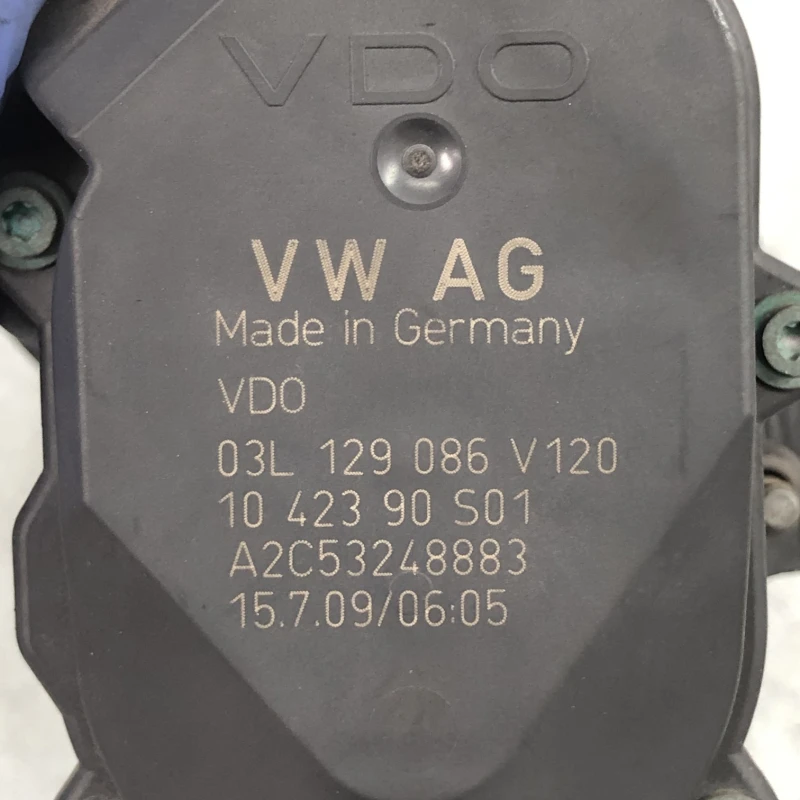 VDO
VW AG
Made in Germany
VDO
03L 129 086 V120
10 423 90 S01
A2C53248883
15.7.09/06:05